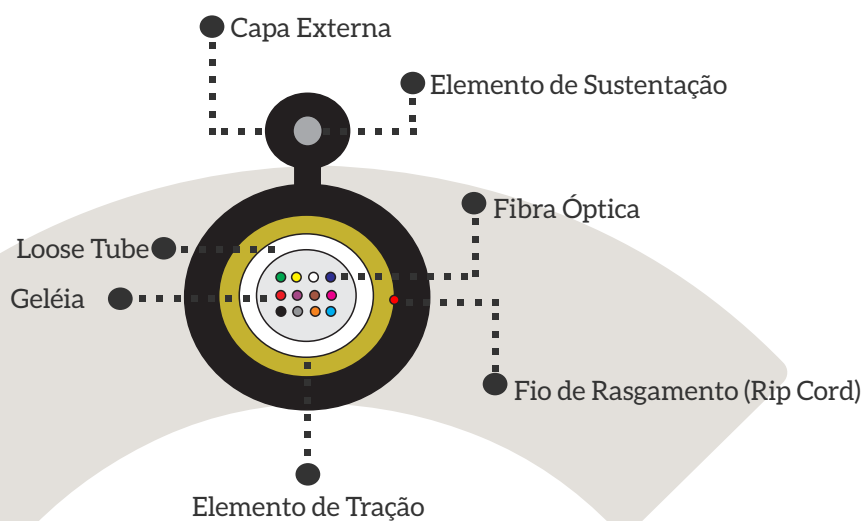 Capa Externa
Elemento de Sustentação
Fibra Óptica
Loose Tube
Geléia
Fio de Rasgamento (Rip Cord)
Elemento de Tração